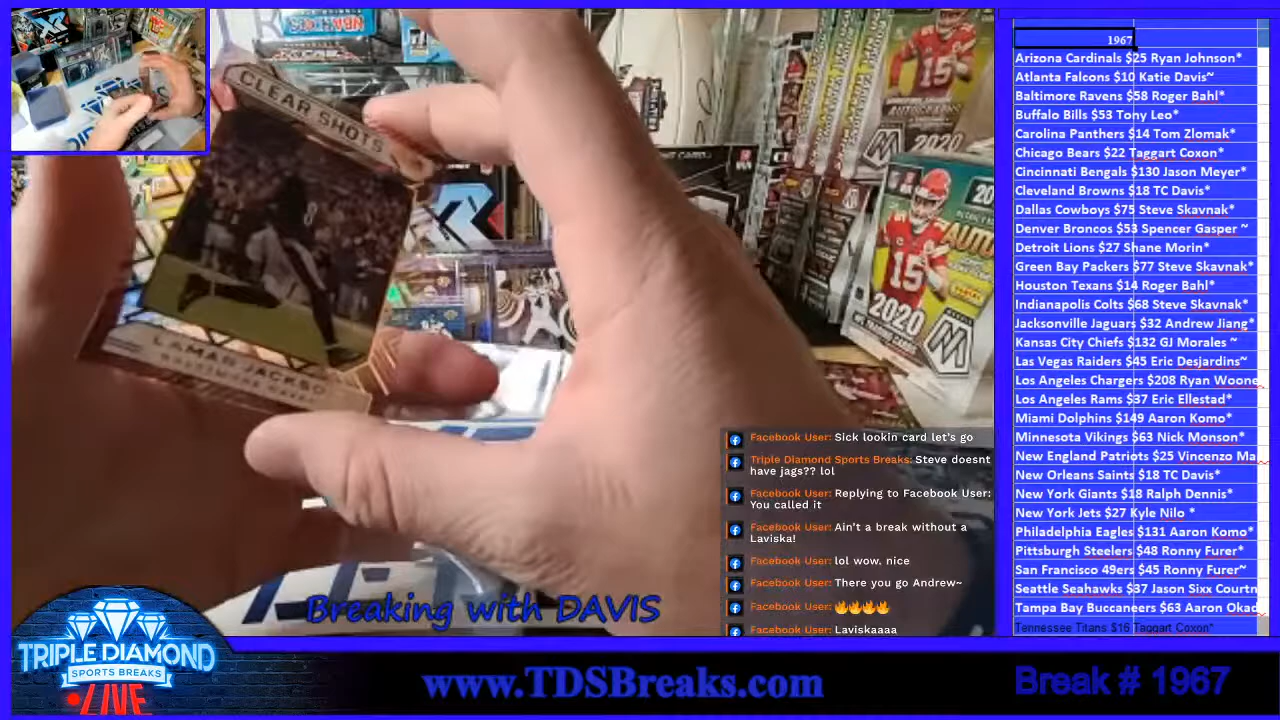 CLEAR SHOTS
LAMAR JACKSO
15
2020
15
2020
1967
Arizona Cardinals $25 Ryan Johnson*
Atlanta Falcons $10 Katie Davis~
Baltimore Ravens $58 Roger Bahl*
Buffalo Bills $53 Tony Leo*
Carolina Panthers $14 Tom Zlomak*
Chicago Bears $22 Taggart Coxon*
Cincinnati Bengals $130 Jason Meyer*
Cleveland Browns $18 TC Davis*
Dallas Cowboys $75 Steve Skavnak*
Denver Broncos $53 Spencer Gasper ~
Detroit Lions $27 Shane Morin*
Green Bay Packers $77 Steve Skavnak*
Houston Texans $14 Roger Bahl*
Indianapolis Colts $68 Steve Skavnak*
Jacksonville Jaguars $32 Andrew Jiang*
Kansas City Chiefs $132 GJ Morales ~
Las Vegas Raiders $45 Eric Desjardins~
Los Angeles Chargers $208 Ryan Woone
Los Angeles Rams $37 Eric Ellestad*
Miami Dolphins $149 Aaron Komo*
Minnesota Vikings $63 Nick Monson*
New England Patriots $25 Vincenzo Ma
New Orleans Saints $18 TC Davis*
New York Giants $18 Ralph Dennis*
New York Jets $27 Kyle Nilo *
Philadelphia Eagles $131 Aaron Komo*
Pittsburgh Steelers $48 Ronny Furer*
San Francisco 49ers $45 Ronny Furer~
Seattle Seahawks $37 Jason Sixx Courtn
Tampa Bay Buccaneers $63 Aaron Okad
Tennessee Titans $16 Taggart Coxon*
Facebook User: Sick lookin card let's go
Triple Diamond Sports Breaks: Steve doesnt
have jags?? lol
Facebook User: Replying to Facebook User:
You called it
Facebook User: Ain't a break without a
Laviska!
Facebook User: lol wow, nice
Facebook User: There you go Andrew~
Facebook User: 🔥🔥🔥🔥
Facebook User: Laviskaaaa
Breaking with DAVIS
TRIPLE DIAMOND
SPORTS BREAKS
LIVE
www.TDSBreaks.com
Break # 1967